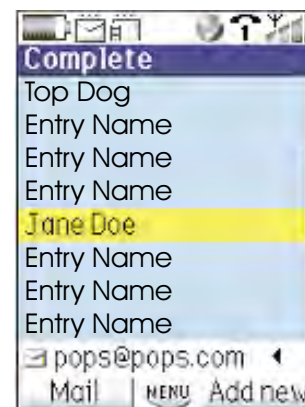 Complete
Top Dog
Entry Name
Entry Name
Entry Name
Jane Doe
Entry Name
Entry Name
Entry Name
pops@pops.com
Mail MENU Add new